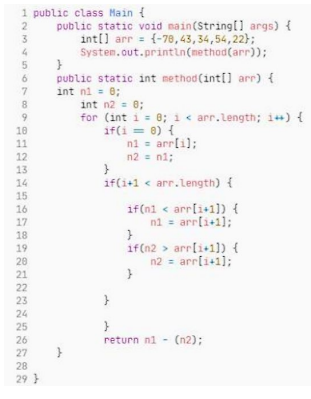 1 public class Main {
2 public static void main(String[] args) {
3 int[] arr = {-70,43,34,54,22};
4 System.out.println(method(arr));
5 }
6 public static int method(int[] arr) {
7 int n1 = 0;
8 int n2 = 0;
9 for (int i = 0; i < arr.length; i++) {
10 if(i == 0) {
11 n1 = arr[i];
12 n2 = n1;
13 }
14 if(i+1 < arr.length) {
15
16 if(n1 < arr[i+1]) {
17 n1 = arr[i+1];
18 }
19 if(n2 > arr[i+1]) {
20 n2 = arr[i+1];
21 }
22
23 }
24
25 }
26 return n1 - (n2);
27 }
28
29 }